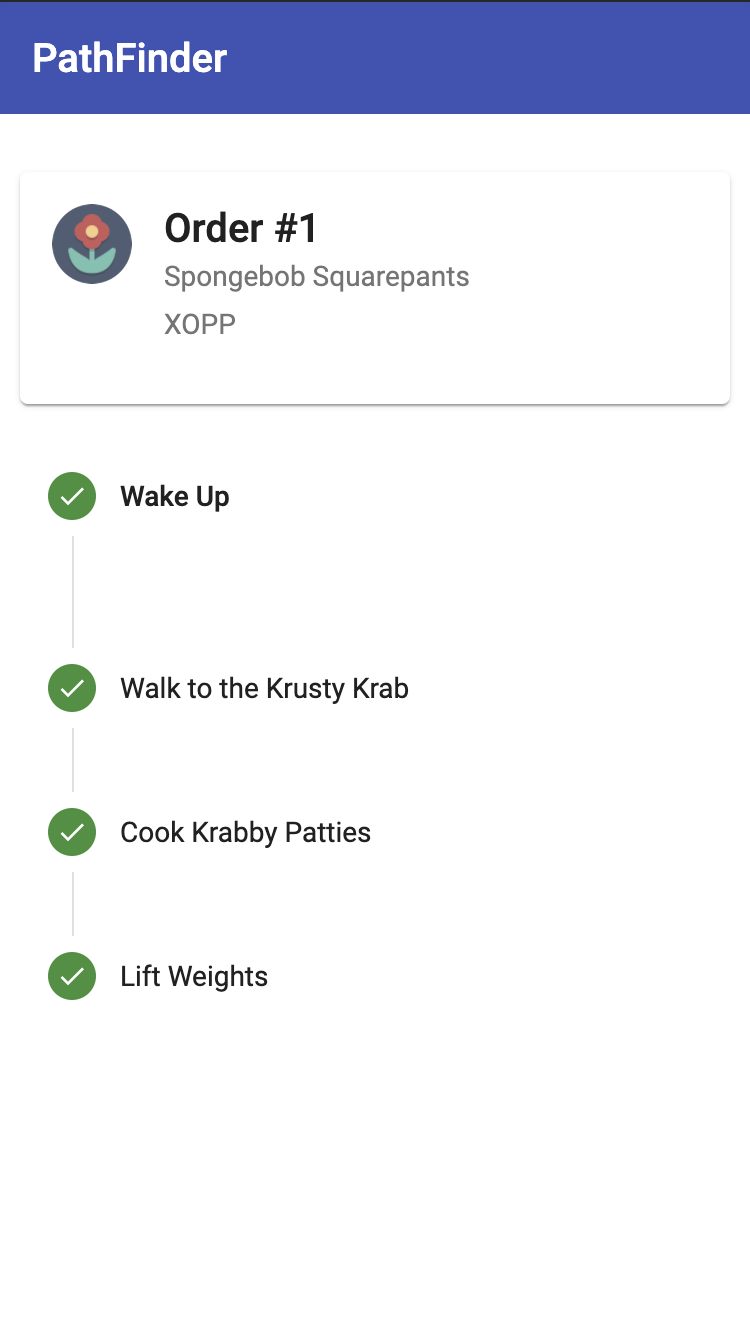 PathFinder
Order #1
Spongebob Squarepants
XOPP
Wake Up
Walk to the Krusty Krab
Cook Krabby Patties
Lift Weights